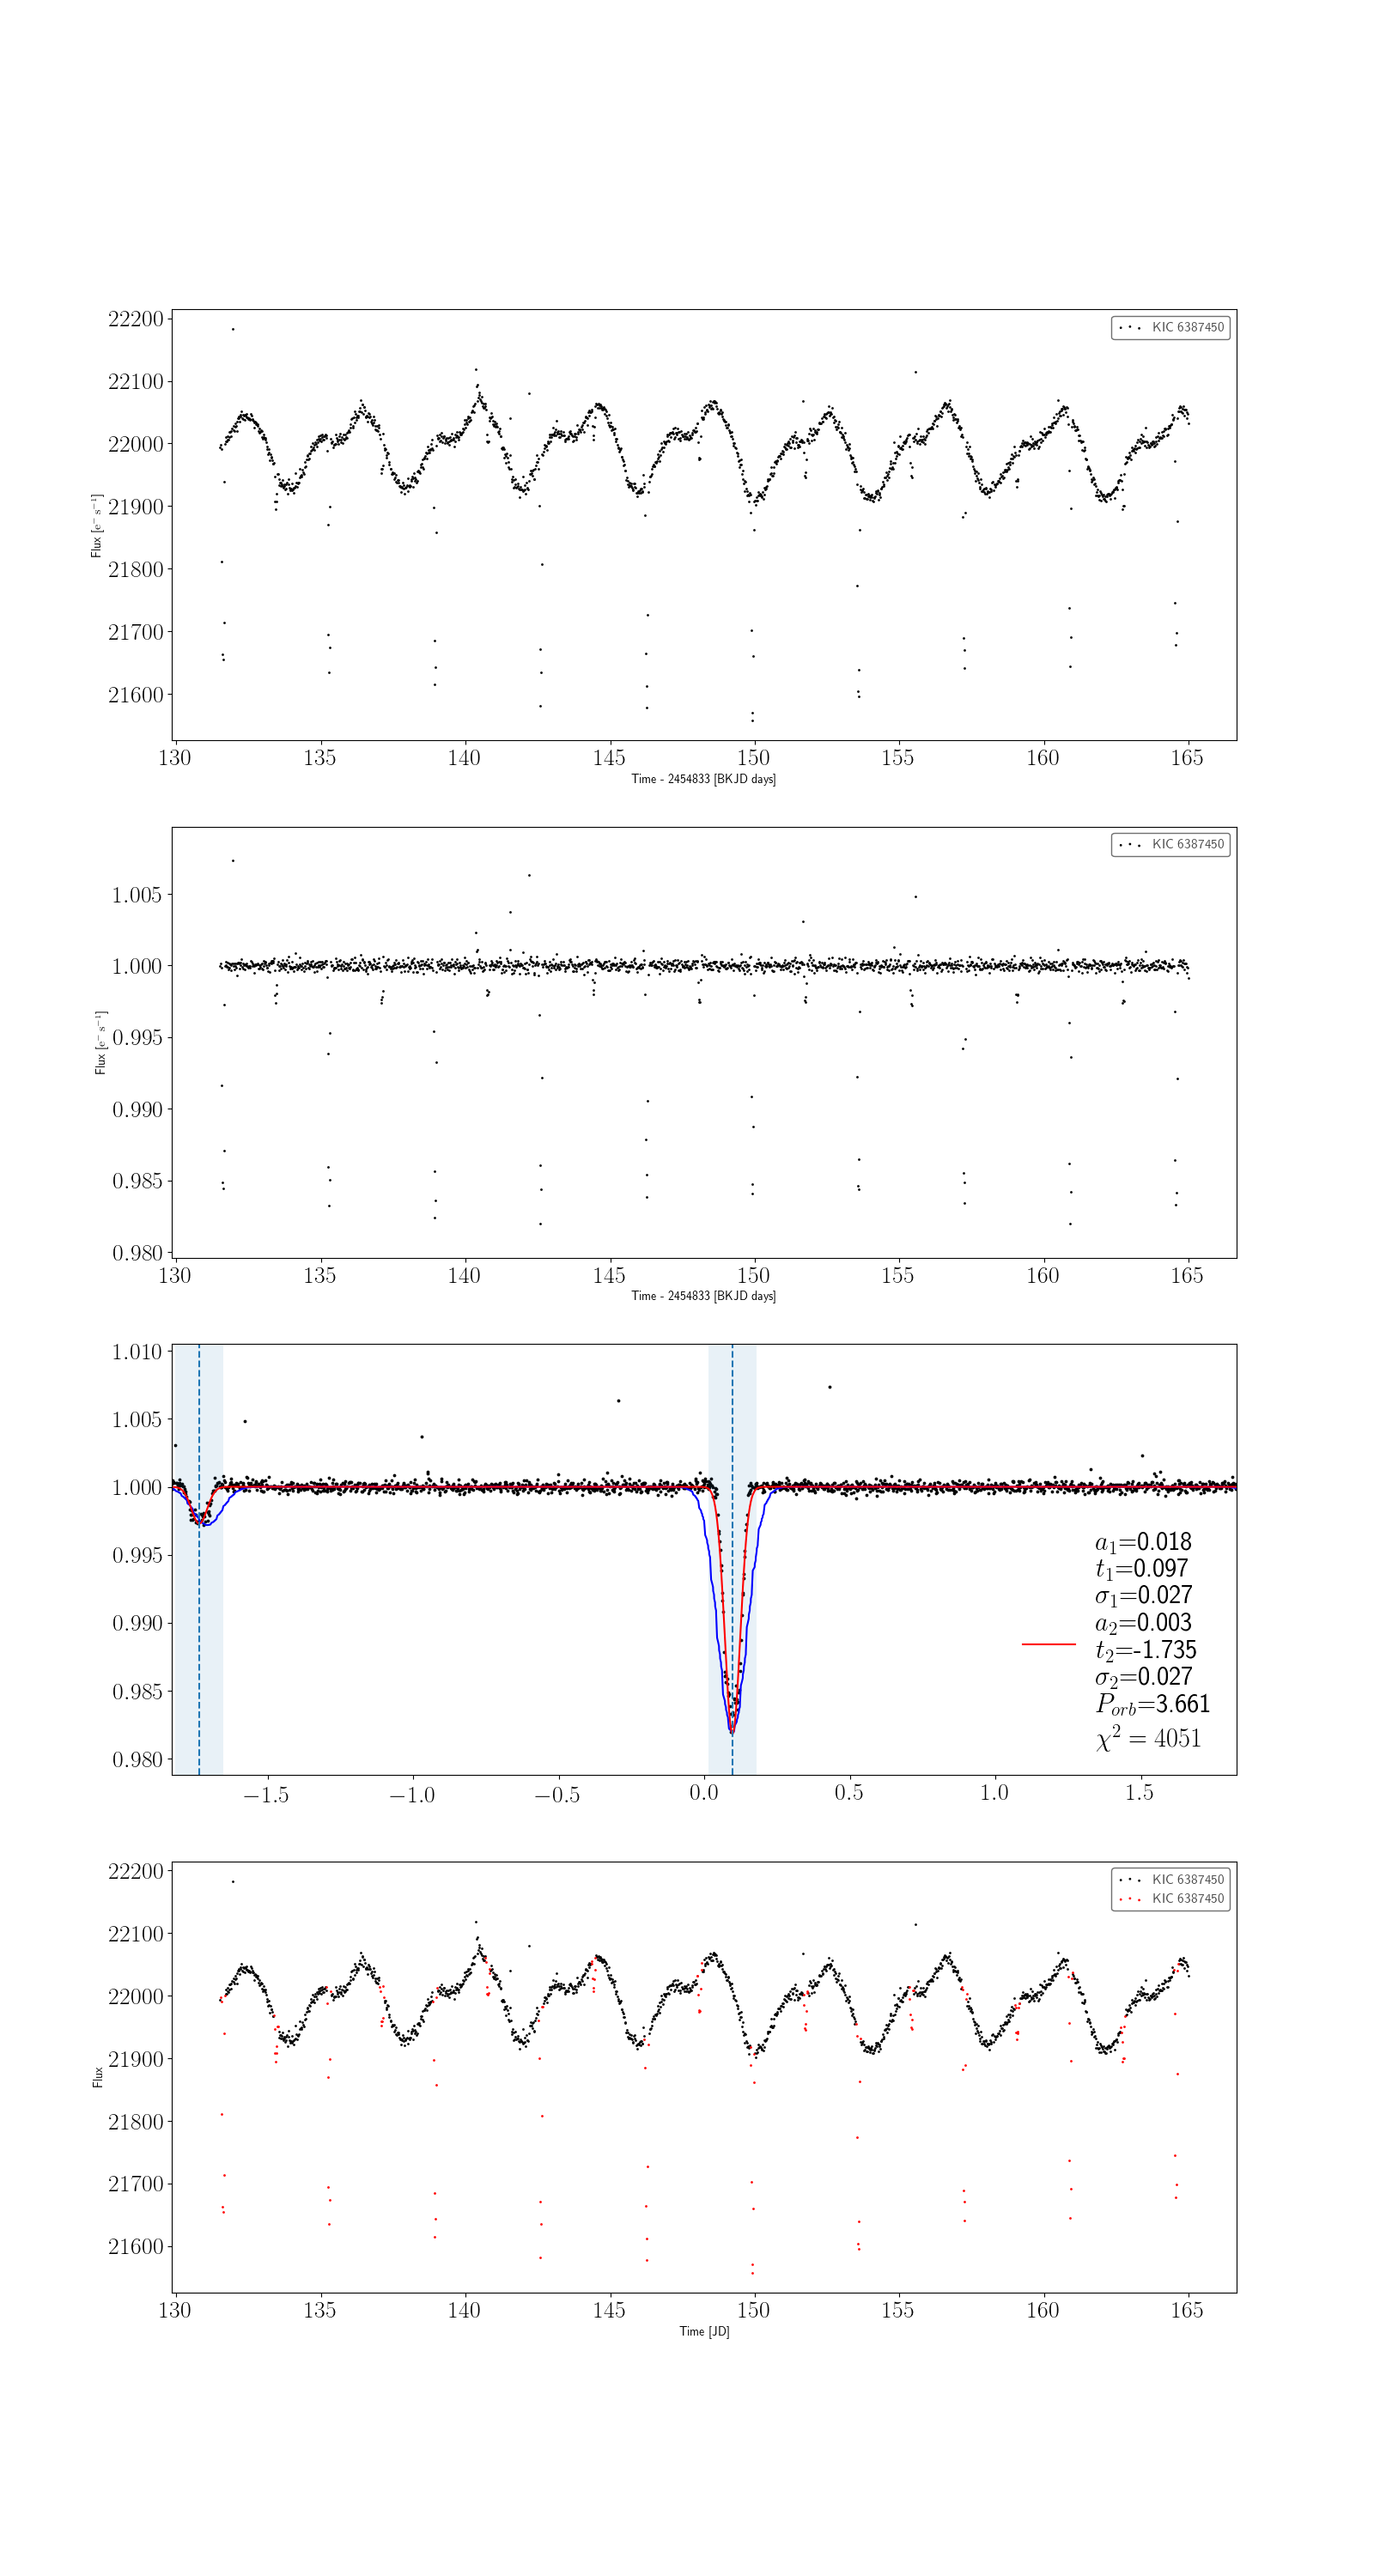 22200
22100
22000
21900
21800
21700
21600
Flux [e⁻ s⁻¹]
KIC 6387450
130 135 140 145 150 155 160 165
Time - 2454833 [BKJD days]
1.005
1.000
0.995
0.990
0.985
0.980
Flux [e⁻ s⁻¹]
KIC 6387450
130 135 140 145 150 155 160 165
Time - 2454833 [BKJD days]
1.010
1.005
1.000
0.995
0.990
0.985
0.980
a₁=0.018
t₁=0.097
σ₁=0.027
a₂=0.003
t₂=-1.735
σ₂=0.027
P_orb=3.661
χ² = 4051
−1.5 −1.0 −0.5 0.0 0.5 1.0 1.5
22200
22100
22000
21900
21800
21700
21600
Flux
KIC 6387450
KIC 6387450
130 135 140 145 150 155 160 165
Time [JD]